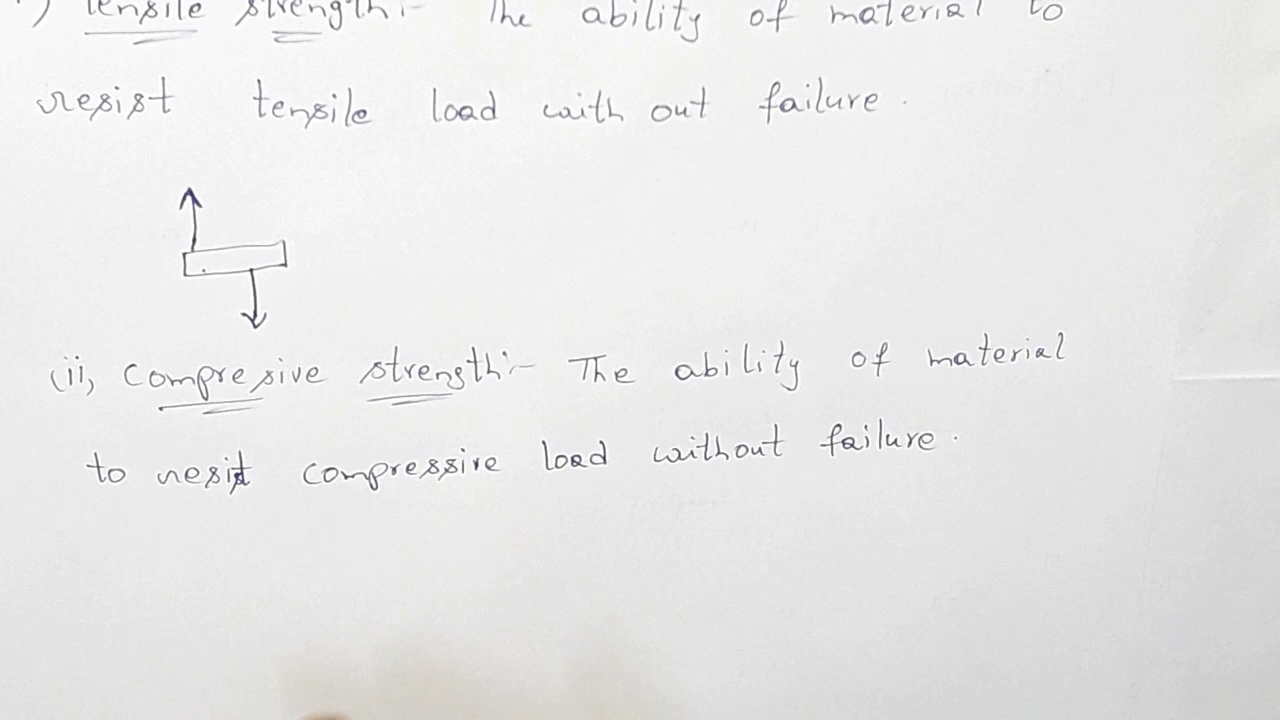 ) tensile strength:- The ability of material to
resist tensile load with out failure.
(ii) compresive strength:- The ability of material
to resist compressive load without failure.